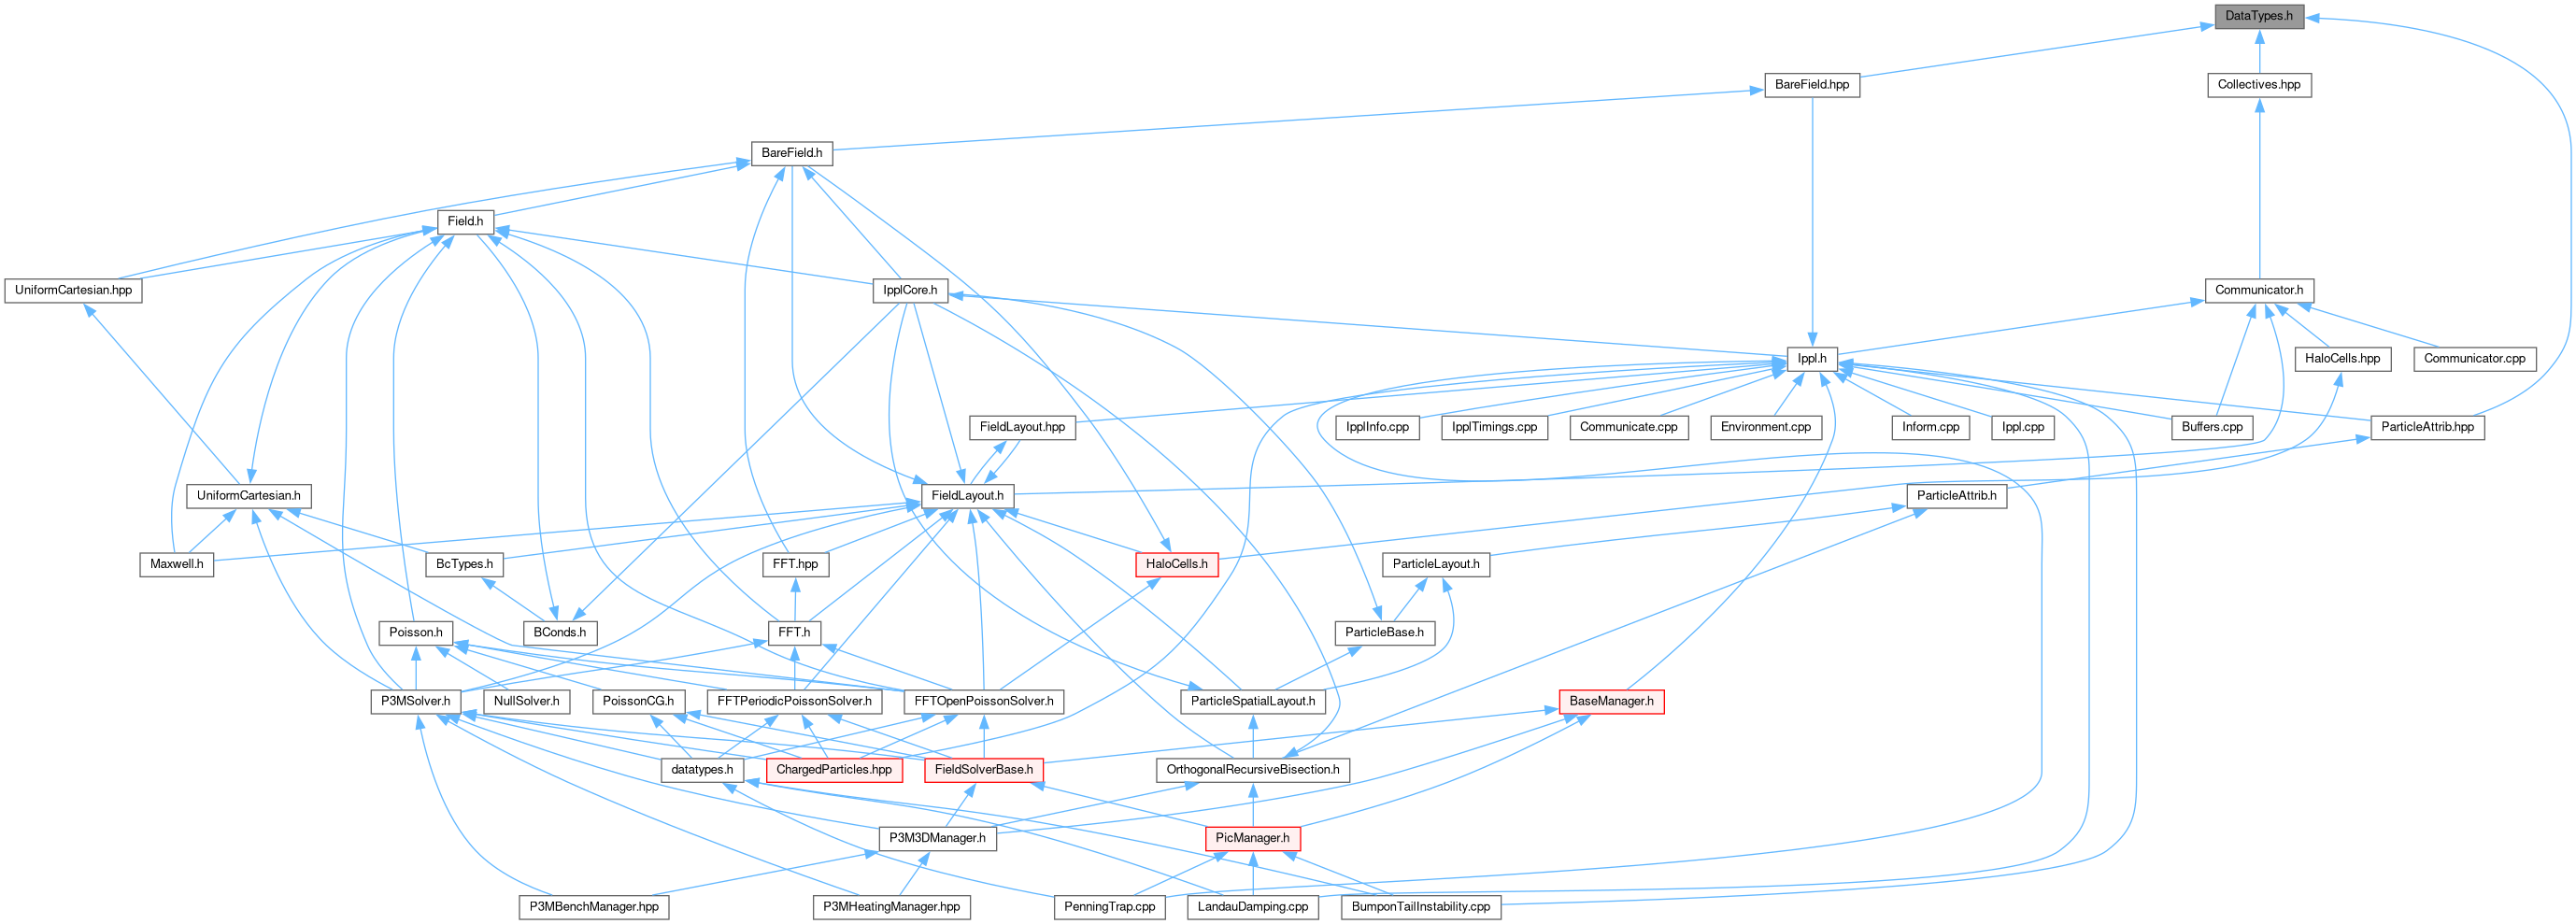 DataTypes.h
BareField.hpp
Collectives.hpp
BareField.h
Field.h
UniformCartesian.hpp
IpplCore.h
Communicator.h
Ippl.h
HaloCells.hpp
Communicator.cpp
FieldLayout.hpp
IpplInfo.cpp
IpplTimings.cpp
Communicate.cpp
Environment.cpp
Inform.cpp
Ippl.cpp
Buffers.cpp
ParticleAttrib.hpp
UniformCartesian.h
FieldLayout.h
ParticleAttrib.h
Maxwell.h
BcTypes.h
FFT.hpp
HaloCells.h
ParticleLayout.h
Poisson.h
BConds.h
FFT.h
ParticleBase.h
P3MSolver.h
NullSolver.h
PoissonCG.h
FFTPeriodicPoissonSolver.h
FFTOpenPoissonSolver.h
ParticleSpatialLayout.h
BaseManager.h
datatypes.h
ChargedParticles.hpp
FieldSolverBase.h
OrthogonalRecursiveBisection.h
P3M3DManager.h
PicManager.h
P3MBenchManager.hpp
P3MHeatingManager.hpp
PenningTrap.cpp
LandauDamping.cpp
BumponTailInstability.cpp